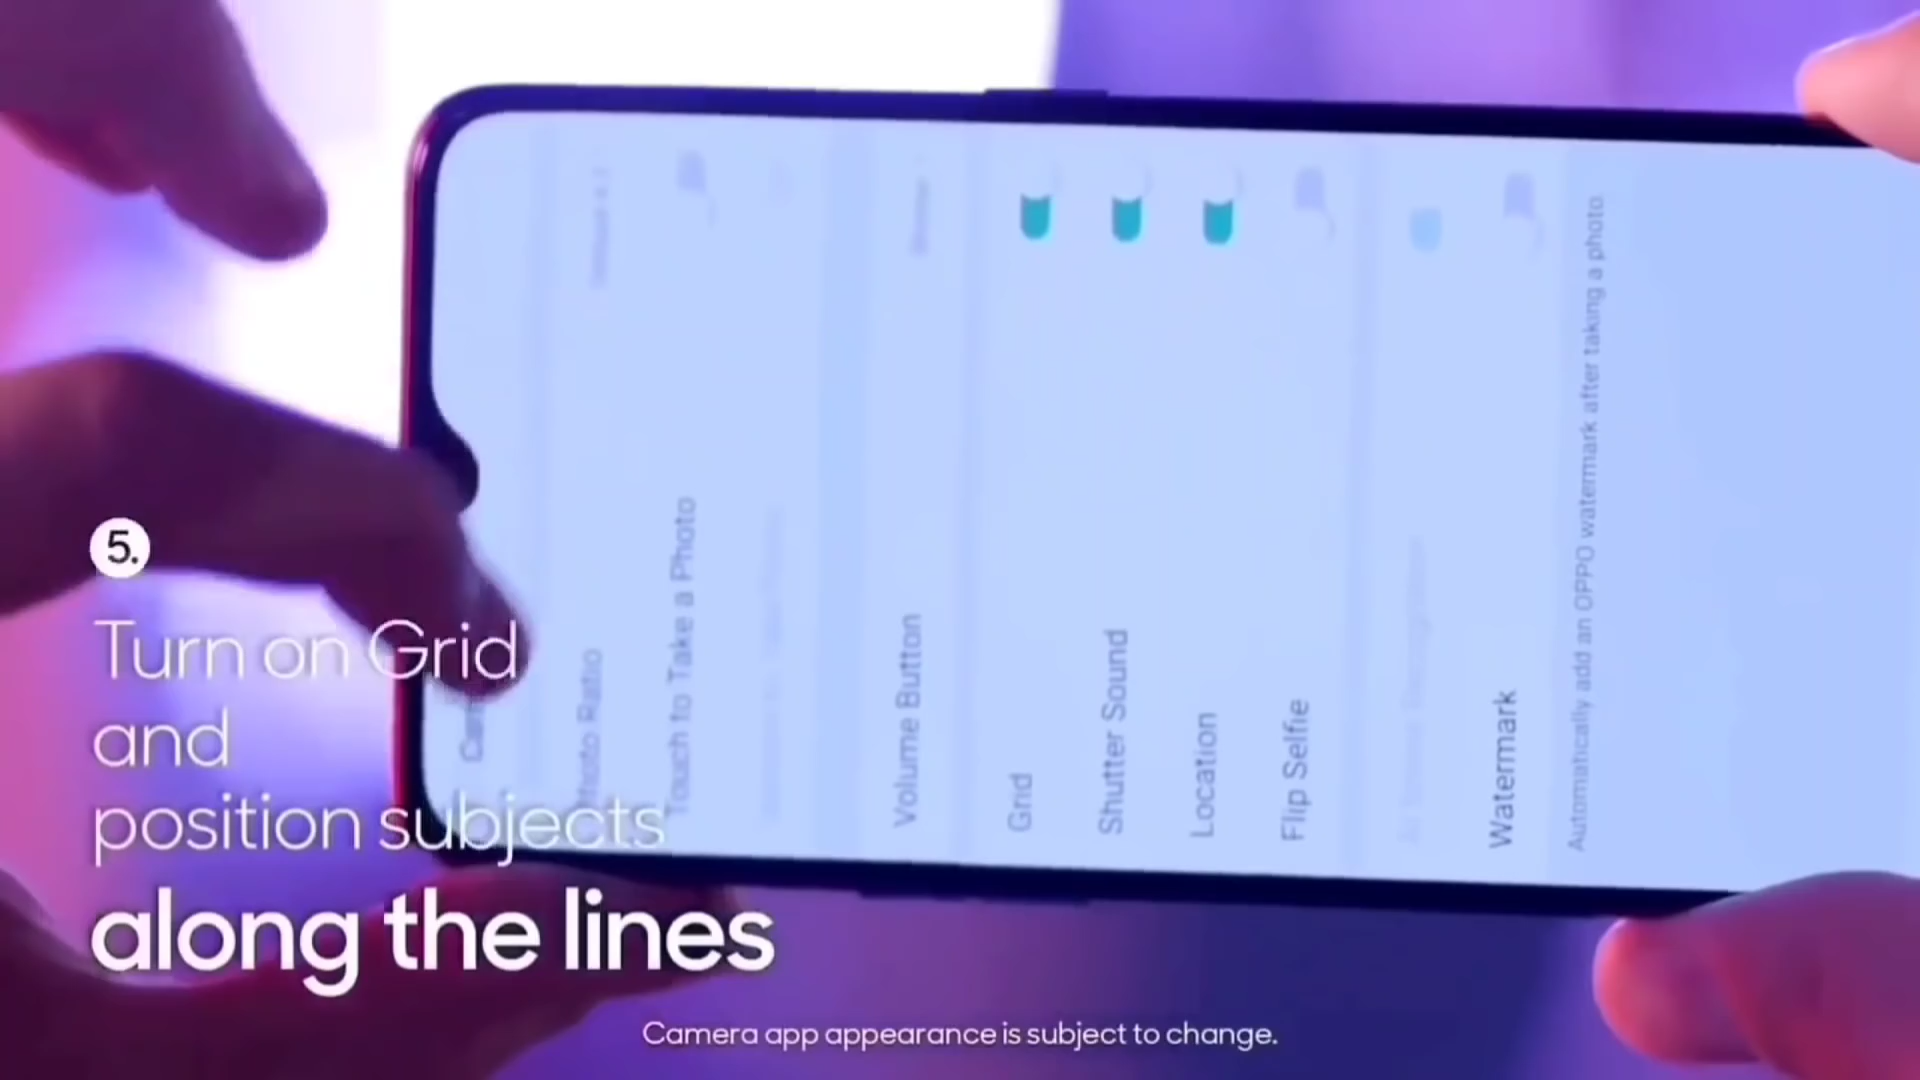 5.
Turn on Grid
and
position subjects
along the lines
Photo Ratio
Touch to Take a Photo
Volume Button
Grid
Shutter Sound
Location
Flip Selfie
Watermark
Automatically add an OPPO watermark after taking a photo
Camera app appearance is subject to change.